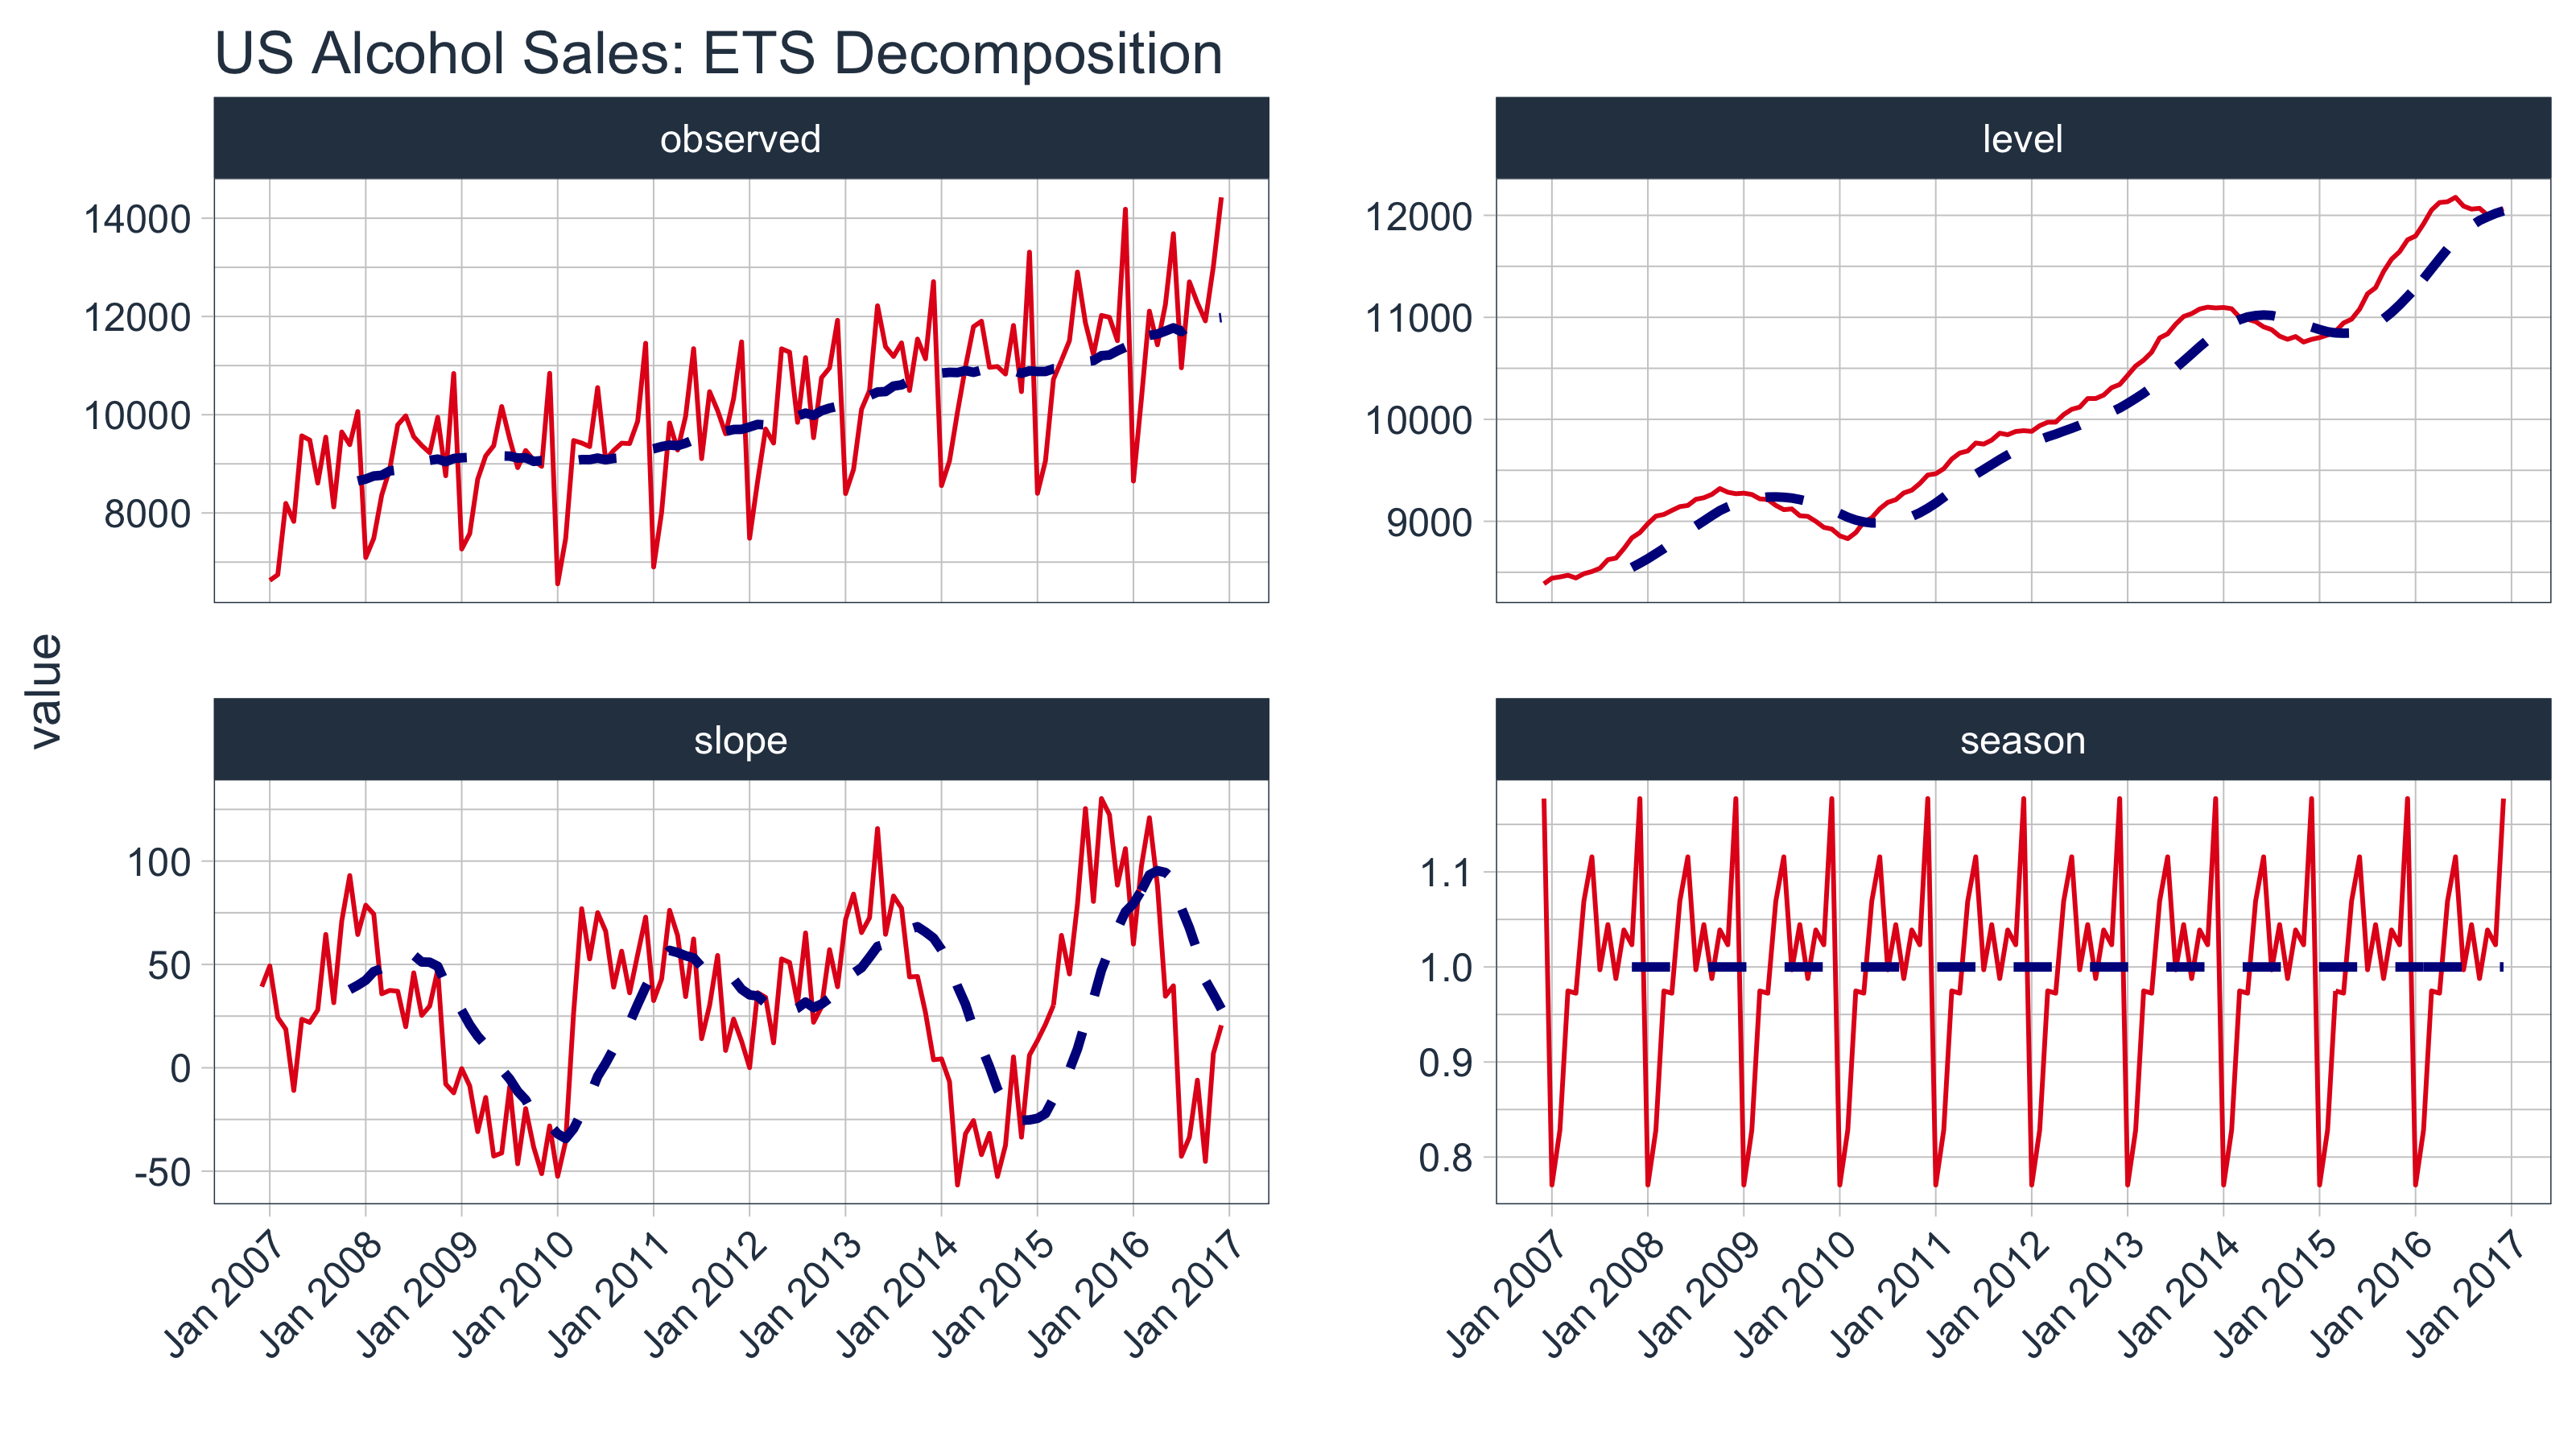 US Alcohol Sales: ETS Decomposition
observed
14000
12000
10000
8000
level
12000
11000
10000
9000
value
slope
100
50
0
-50
Jan 2007
Jan 2008
Jan 2009
Jan 2010
Jan 2011
Jan 2012
Jan 2013
Jan 2014
Jan 2015
Jan 2016
Jan 2017
season
1.1
1.0
0.9
0.8
Jan 2007
Jan 2008
Jan 2009
Jan 2010
Jan 2011
Jan 2012
Jan 2013
Jan 2014
Jan 2015
Jan 2016
Jan 2017